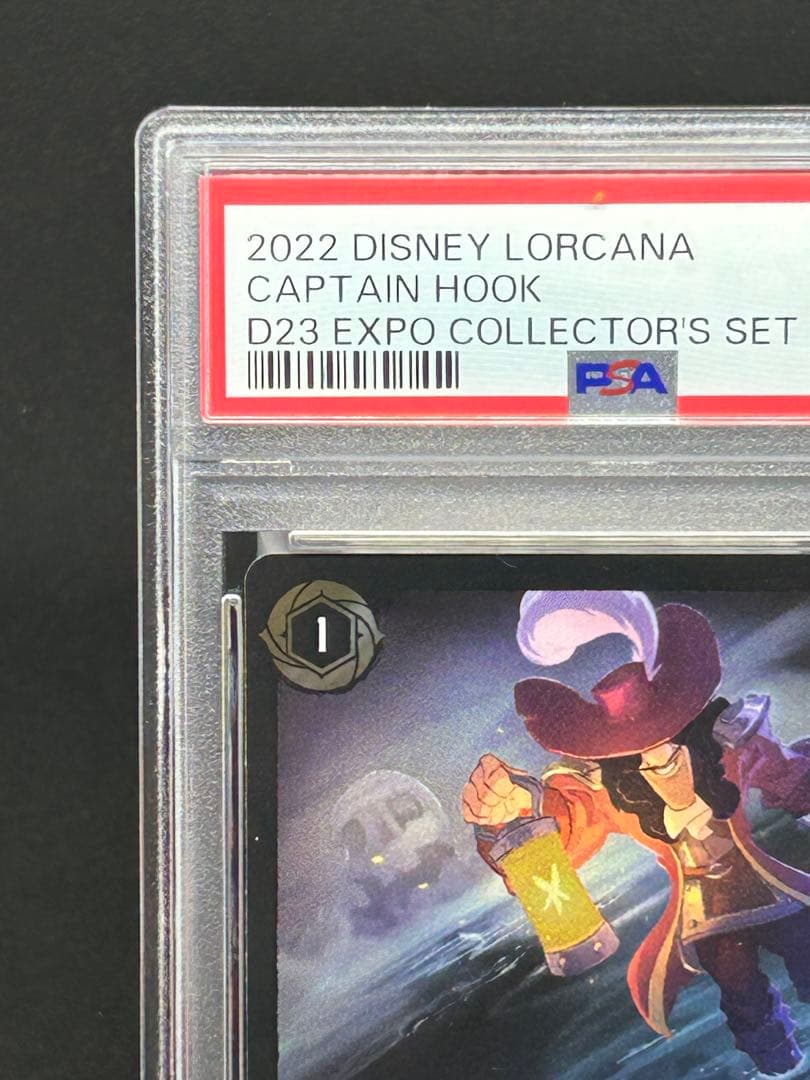 2022 DISNEY LORCANA
CAPTAIN HOOK
D23 EXPO COLLECTOR'S SET
PSA
1